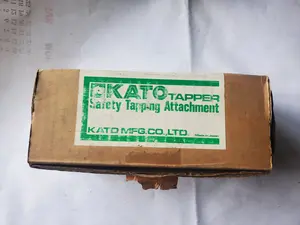 KATO TAPPER
Safety Tapping Attachment
KATO MFG.CO.,LTD.